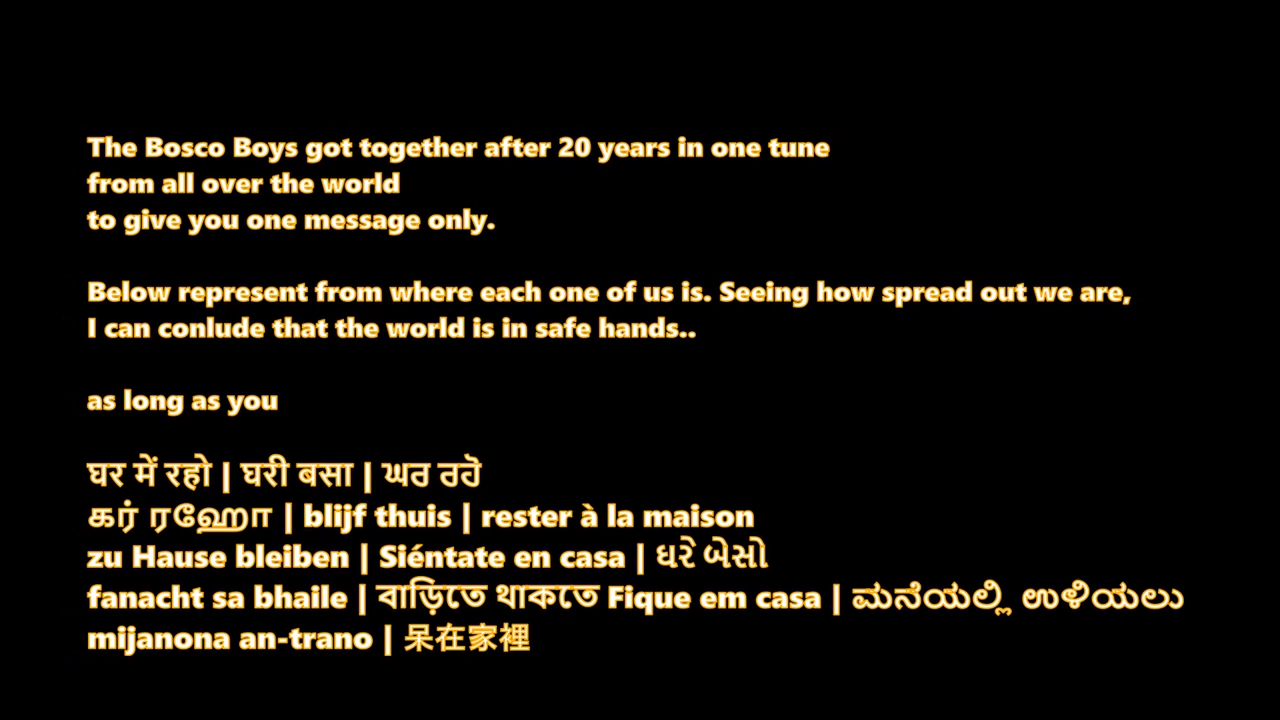 The Bosco Boys got together after 20 years in one tune
from all over the world
to give you one message only.
Below represent from where each one of us is. Seeing how spread out we are,
I can conlude that the world is in safe hands..
as long as you
घर में रहो | घरी बसा | ਘਰ ਰਹੋ
கர் ரஹோ | blijf thuis | rester à la maison
zu Hause bleiben | Siéntate en casa | ઘરે બેસો
fanacht sa bhaile | বাড়িতে থাকতে Fique em casa | ಮನೆಯಲ್ಲಿ ಉಳಿಯಲು
mijanona an-trano | 呆在家裡